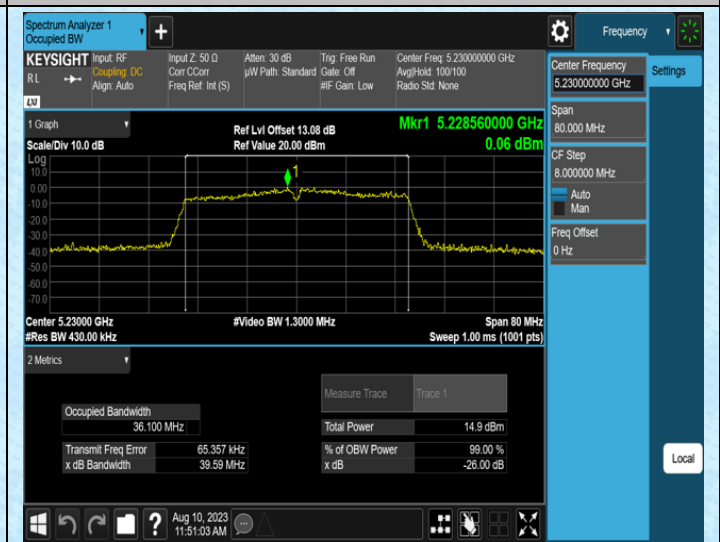 Spectrum Analyzer 1
Occupied BW
Frequency
KEYSIGHT
R L
LXI
Input: RF
Coupling: DC
Align: Auto
Input Z: 50 Ω
Corr CCorr
Freq Ref: Int (S)
Atten: 30 dB
µW Path: Standard
Trig: Free Run
Gate: Off
#IF Gain: Low
Center Freq: 5.230000000 GHz
Avg|Hold: 100/100
Radio Std: None
Center Frequency
5.230000000 GHz
Settings
Span
80.000 MHz
CF Step
8.000000 MHz
Auto
Man
Freq Offset
0 Hz
Local
1 Graph
Scale/Div 10.0 dB
Ref Lvl Offset 13.08 dB
Ref Value 20.00 dBm
Mkr1 5.228560000 GHz
0.06 dBm
Log
10.0
0.00
-10.0
-20.0
-30.0
-40.0
-50.0
-60.0
-70.0
1
Center 5.23000 GHz
#Res BW 430.00 kHz
#Video BW 1.3000 MHz
Span 80 MHz
Sweep 1.00 ms (1001 pts)
2 Metrics
Measure Trace Trace 1
Occupied Bandwidth
36.100 MHz
Total Power 14.9 dBm
Transmit Freq Error 65.357 kHz
% of OBW Power 99.00 %
x dB Bandwidth 39.59 MHz
x dB -26.00 dB
?
Aug 10, 2023
11:51:03 AM